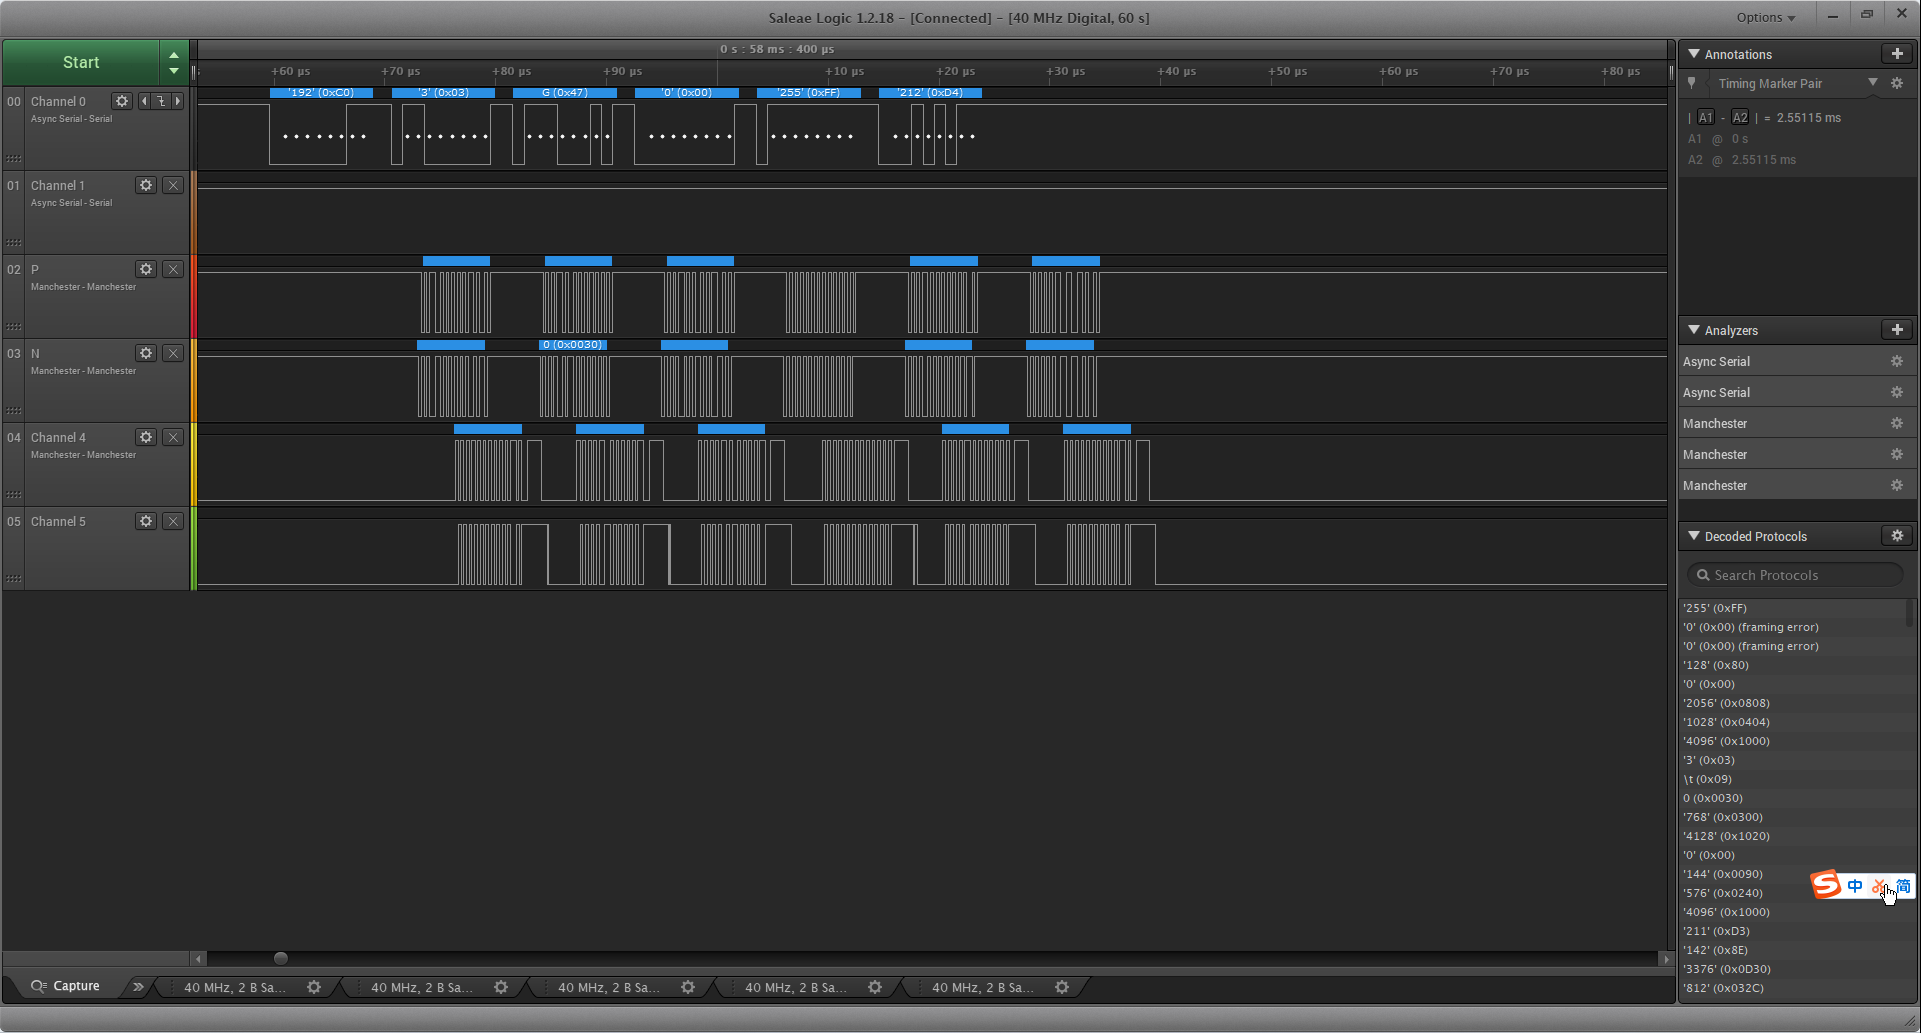 Saleae Logic 1.2.18 - [Connected] - [40 MHz Digital, 60 s]
Options
Start
0 s : 58 ms : 400 µs
+60 µs +70 µs +80 µs +90 µs +10 µs +20 µs +30 µs +40 µs +50 µs +60 µs +70 µs +80 µs
'192' (0xC0) '3' (0x03) G (0x47) '0' (0x00) '255' (0xFF) '212' (0xD4)
00 Channel 0
Async Serial - Serial
01 Channel 1
Async Serial - Serial
02 P
Manchester - Manchester
03 N
Manchester - Manchester
0 (0x0030)
04 Channel 4
Manchester - Manchester
05 Channel 5
Capture
40 MHz, 2 B Sa...
40 MHz, 2 B Sa...
40 MHz, 2 B Sa...
40 MHz, 2 B Sa...
40 MHz, 2 B Sa...
Annotations
Timing Marker Pair
| A1 - A2 | = 2.55115 ms
A1 @ 0 s
A2 @ 2.55115 ms
Analyzers
Async Serial
Async Serial
Manchester
Manchester
Manchester
Decoded Protocols
Search Protocols
'255' (0xFF)
'0' (0x00) (framing error)
'0' (0x00) (framing error)
'128' (0x80)
'0' (0x00)
'2056' (0x0808)
'1028' (0x0404)
'4096' (0x1000)
'3' (0x03)
\t (0x09)
0 (0x0030)
'768' (0x0300)
'4128' (0x1020)
'0' (0x00)
'144' (0x0090)
'576' (0x0240)
'4096' (0x1000)
'211' (0xD3)
'142' (0x8E)
'3376' (0x0D30)
'812' (0x032C)
S 中 简